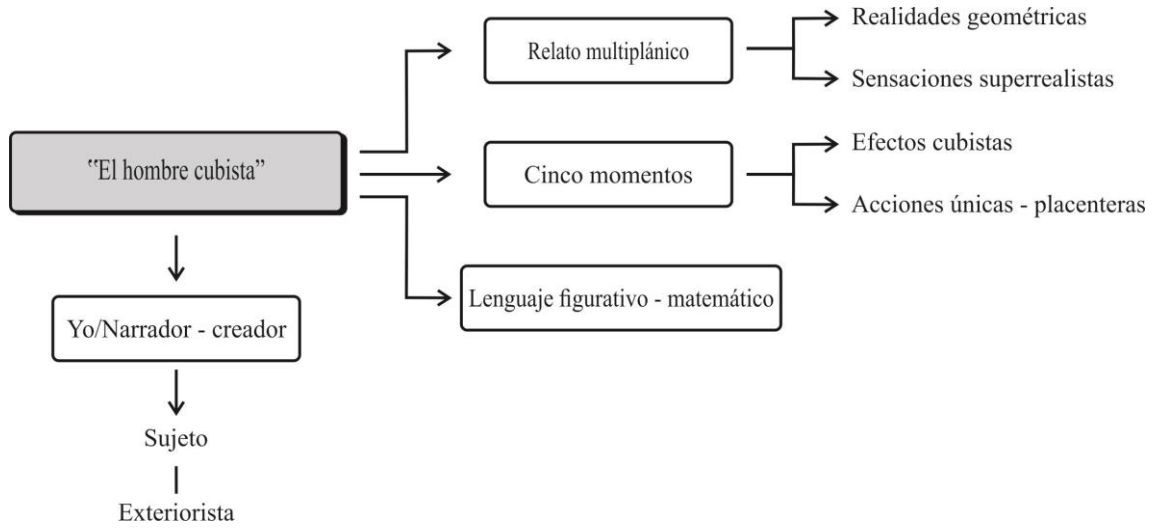 Realidades geométricas
Relato multiplánico
Sensaciones superrealistas
“El hombre cubista”
Efectos cubistas
Cinco momentos
Acciones únicas - placenteras
Lenguaje figurativo - matemático
Yo/Narrador - creador
Sujeto
Exteriorista